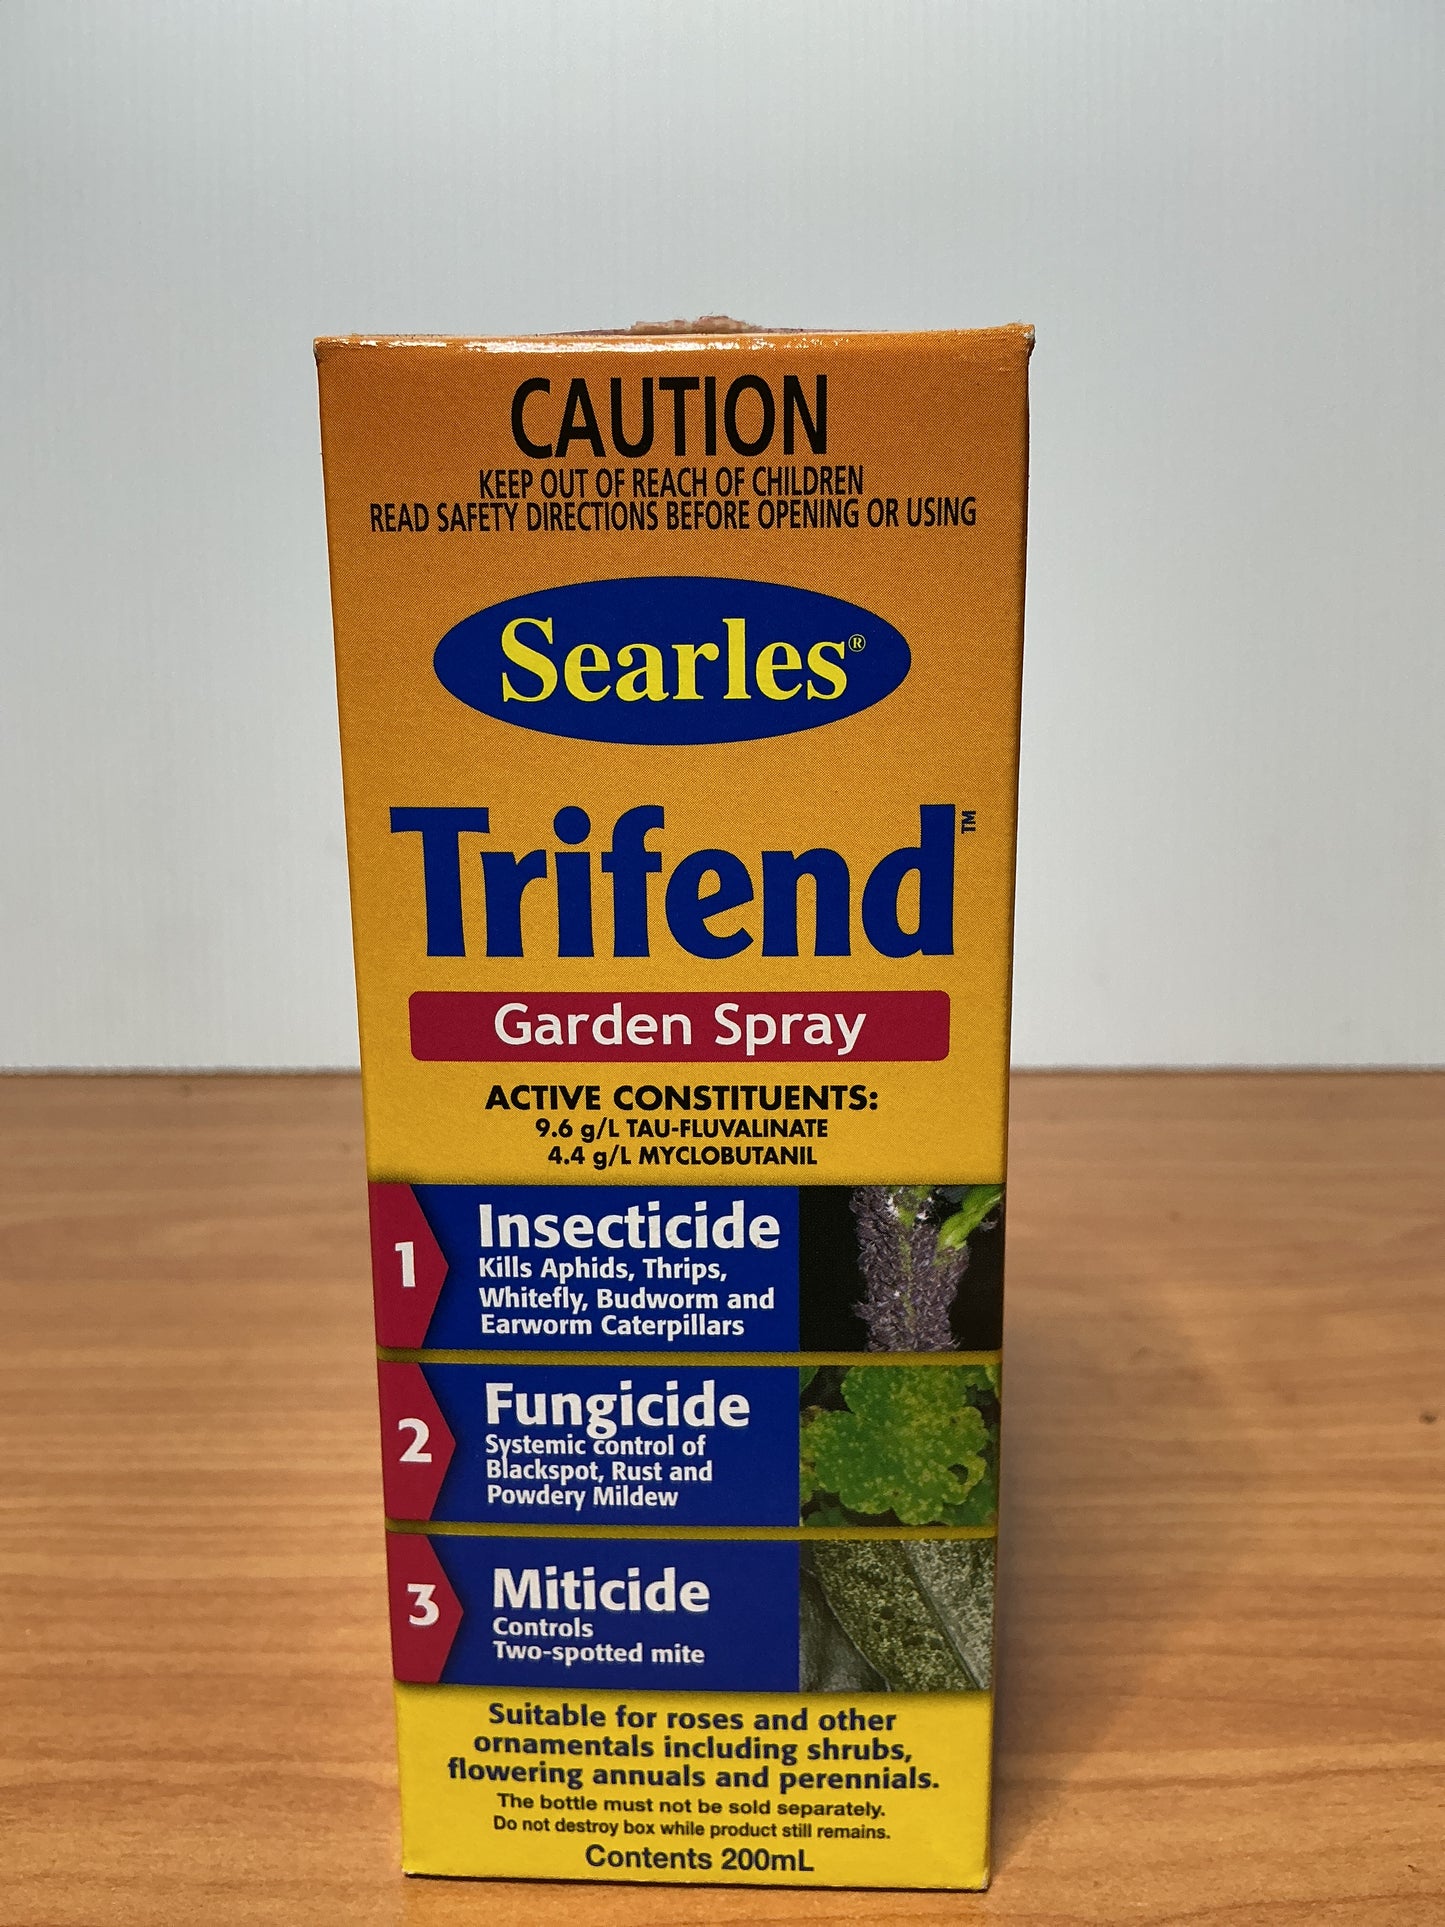 CAUTION
KEEP OUT OF REACH OF CHILDREN
READ SAFETY DIRECTIONS BEFORE OPENING OR USING
Searles®
Trifend™
Garden Spray
ACTIVE CONSTITUENTS:
9.6 g/L TAU-FLUVALINATE
4.4 g/L MYCLOBUTANIL
1
Insecticide
Kills Aphids, Thrips,
Whitefly, Budworm and
Earworm Caterpillars
2
Fungicide
Systemic control of
Blackspot, Rust and
Powdery Mildew
3
Miticide
Controls
Two-spotted mite
Suitable for roses and other
ornamentals including shrubs,
flowering annuals and perennials.
The bottle must not be sold separately.
Do not destroy box while product still remains.
Contents 200mL